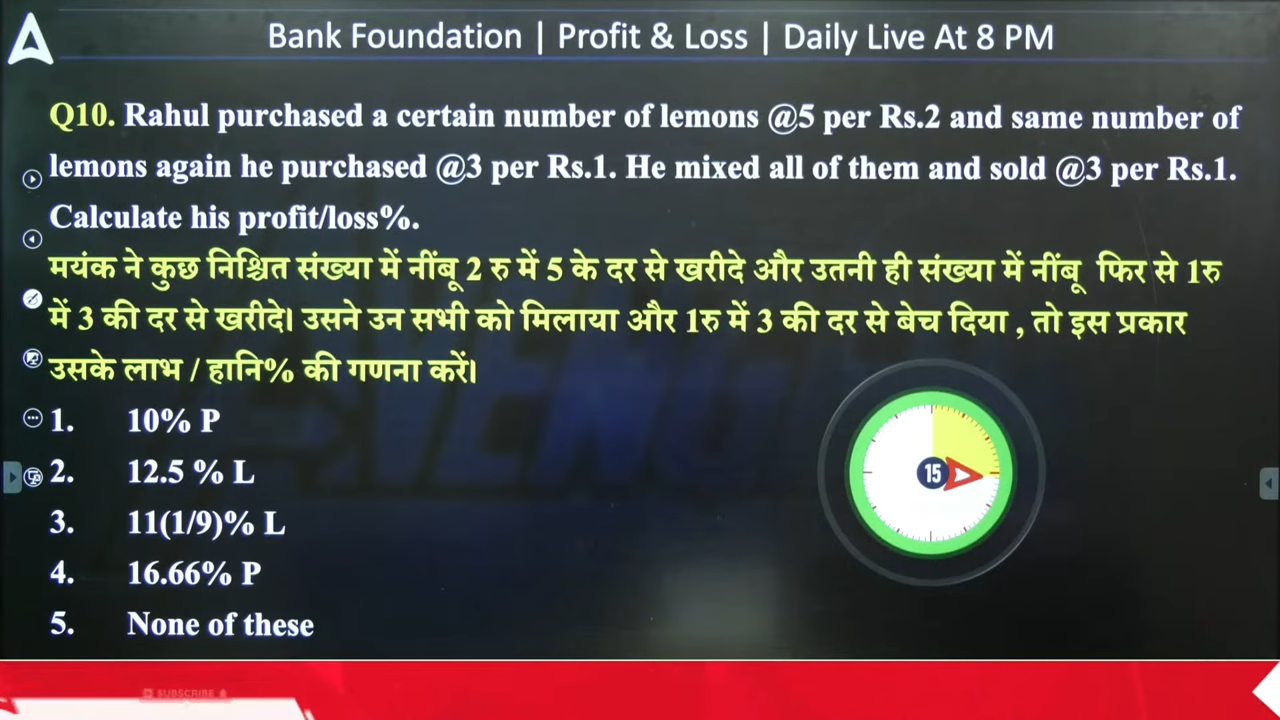 Bank Foundation | Profit & Loss | Daily Live At 8 PM
Q10. Rahul purchased a certain number of lemons @5 per Rs.2 and same number of
lemons again he purchased @3 per Rs.1. He mixed all of them and sold @3 per Rs.1.
Calculate his profit/loss%.
मयंक ने कुछ निश्चित संख्या में नींबू 2 रु में 5 के दर से खरीदे और उतनी ही संख्या में नींबू फिर से 1रु
में 3 की दर से खरीदे। उसने उन सभी को मिलाया और 1रु में 3 की दर से बेच दिया , तो इस प्रकार
उसके लाभ / हानि% की गणना करें।
1. 10% P
2. 12.5 % L
3. 11(1/9)% L
4. 16.66% P
5. None of these
15
SUBSCRIBE